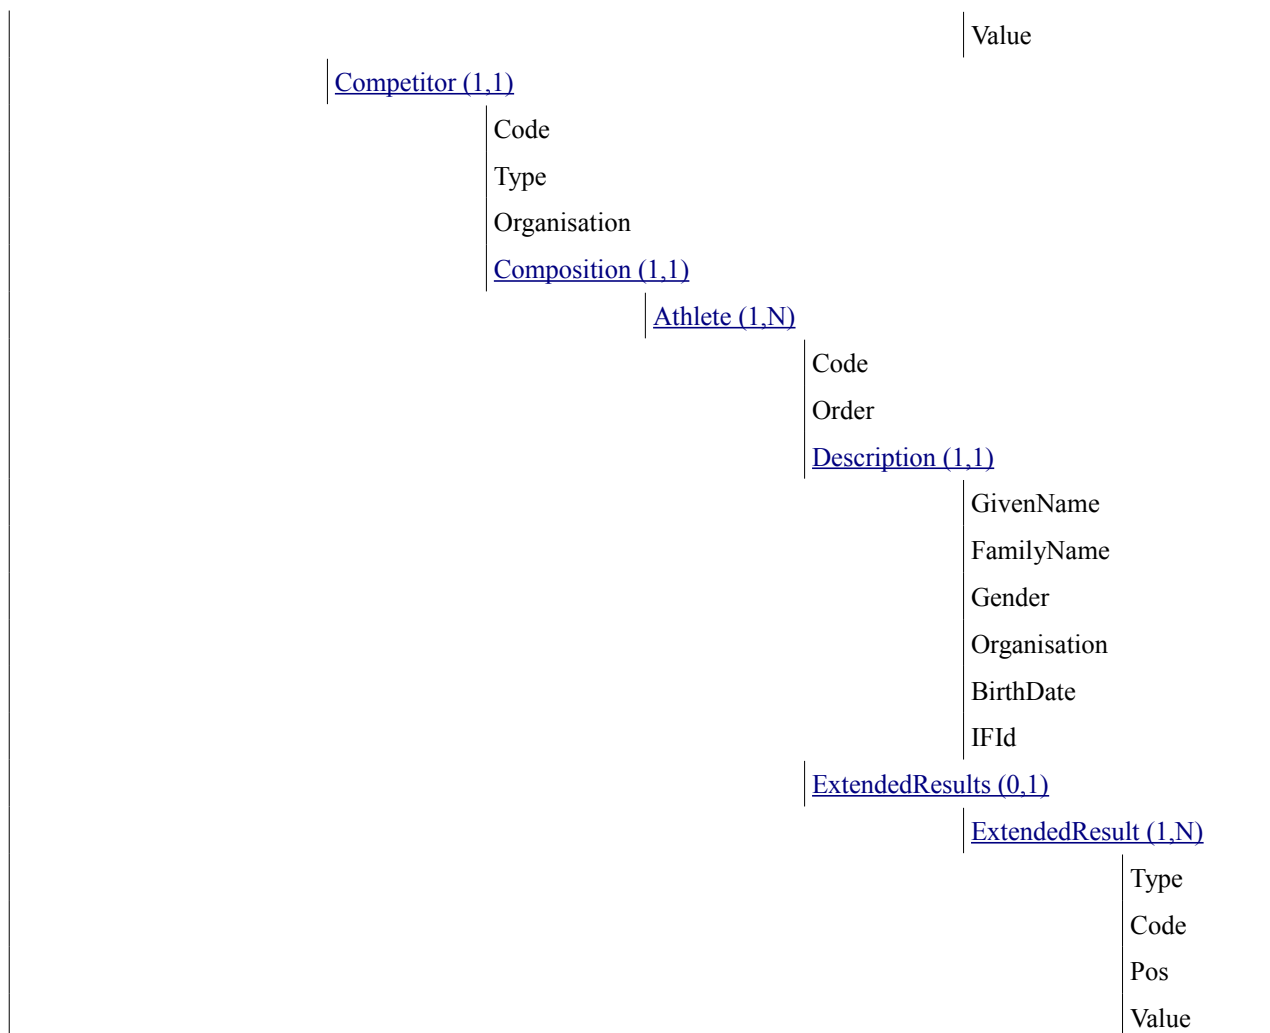 Value
Competitor (1,1)
Code
Type
Organisation
Composition (1,1)
Athlete (1,N)
Code
Order
Description (1,1)
GivenName
FamilyName
Gender
Organisation
BirthDate
IFId
ExtendedResults (0,1)
ExtendedResult (1,N)
Type
Code
Pos
Value